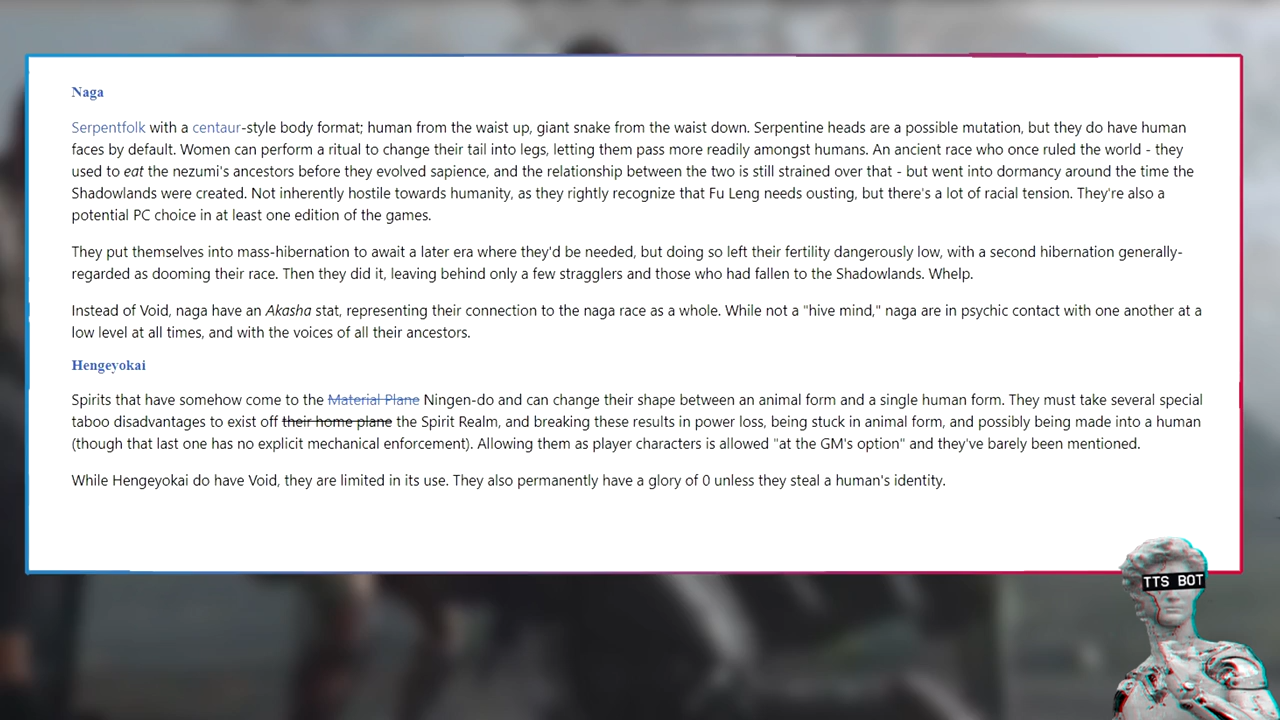 Naga
Serpentfolk with a centaur-style body format; human from the waist up, giant snake from the waist down. Serpentine heads are a possible mutation, but they do have human
faces by default. Women can perform a ritual to change their tail into legs, letting them pass more readily amongst humans. An ancient race who once ruled the world - they
used to eat the nezumi's ancestors before they evolved sapience, and the relationship between the two is still strained over that - but went into dormancy around the time the
Shadowlands were created. Not inherently hostile towards humanity, as they rightly recognize that Fu Leng needs ousting, but there's a lot of racial tension. They're also a
potential PC choice in at least one edition of the games.
They put themselves into mass-hibernation to await a later era where they'd be needed, but doing so left their fertility dangerously low, with a second hibernation generally-
regarded as dooming their race. Then they did it, leaving behind only a few stragglers and those who had fallen to the Shadowlands. Whelp.
Instead of Void, naga have an Akasha stat, representing their connection to the naga race as a whole. While not a "hive mind," naga are in psychic contact with one another at a
low level at all times, and with the voices of all their ancestors.
Hengeyokai
Spirits that have somehow come to the Material Plane Ningen-do and can change their shape between an animal form and a single human form. They must take several special
taboo disadvantages to exist off their home plane the Spirit Realm, and breaking these results in power loss, being stuck in animal form, and possibly being made into a human
(though that last one has no explicit mechanical enforcement). Allowing them as player characters is allowed "at the GM's option" and they've barely been mentioned.
While Hengeyokai do have Void, they are limited in its use. They also permanently have a glory of 0 unless they steal a human's identity.
TTS BOT